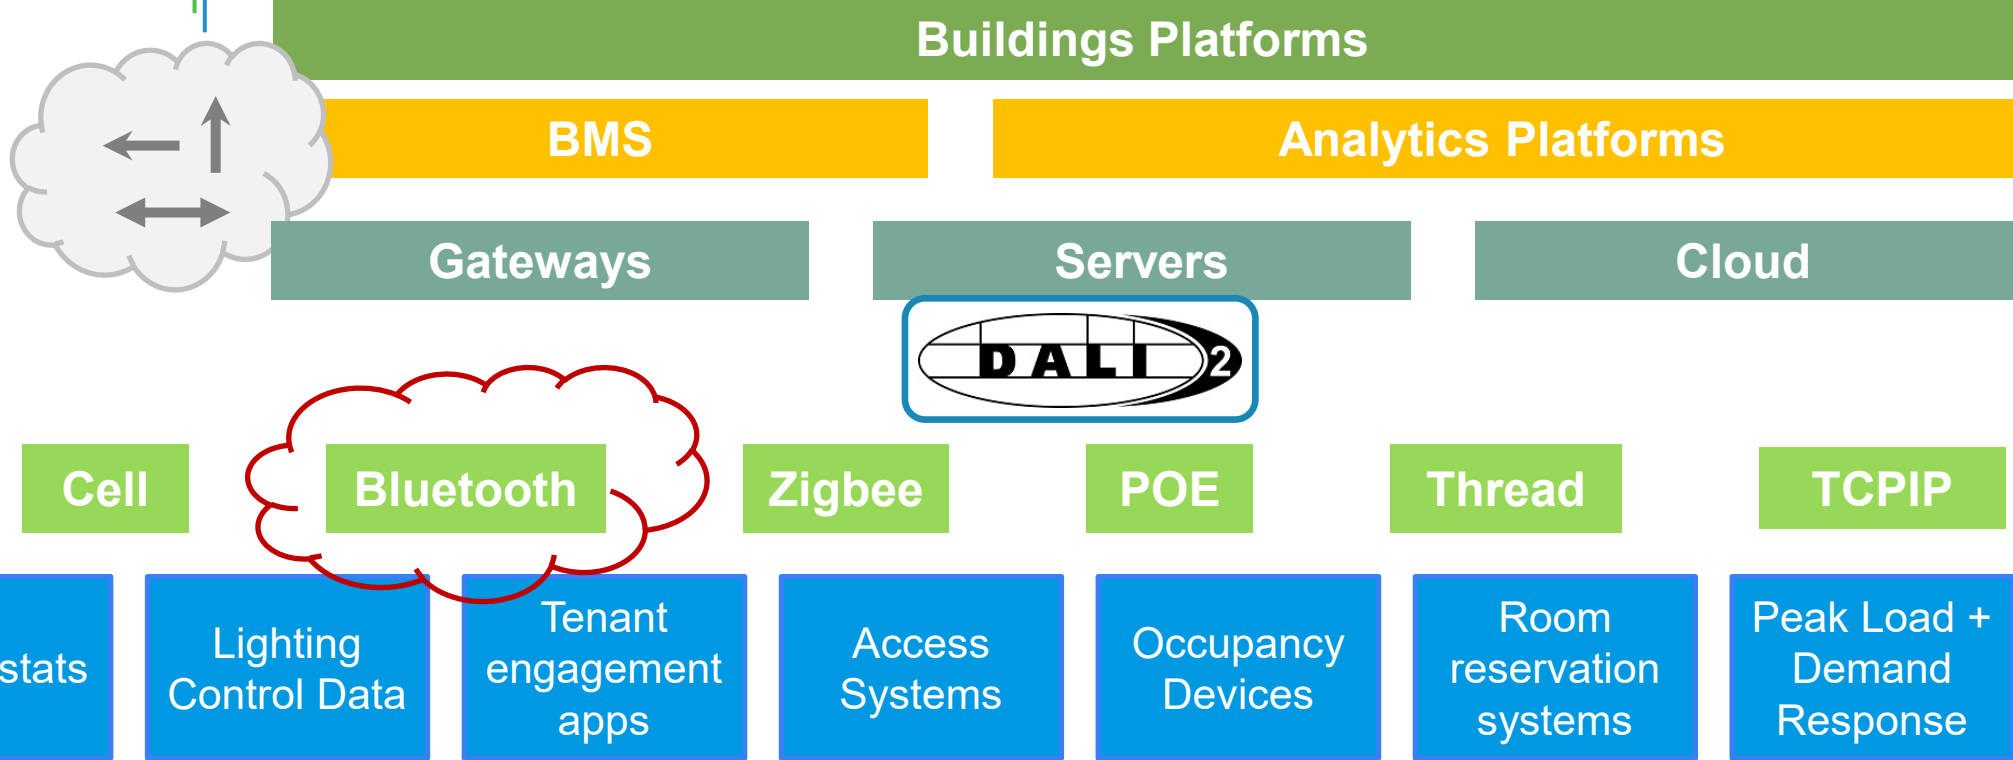 Buildings Platforms
BMS
Analytics Platforms
Gateways
Servers
Cloud
DALI 2
Cell
Bluetooth
Zigbee
POE
Thread
TCPIP
stats
Lighting
Control Data
Tenant
engagement
apps
Access
Systems
Occupancy
Devices
Room
reservation
systems
Peak Load +
Demand
Response